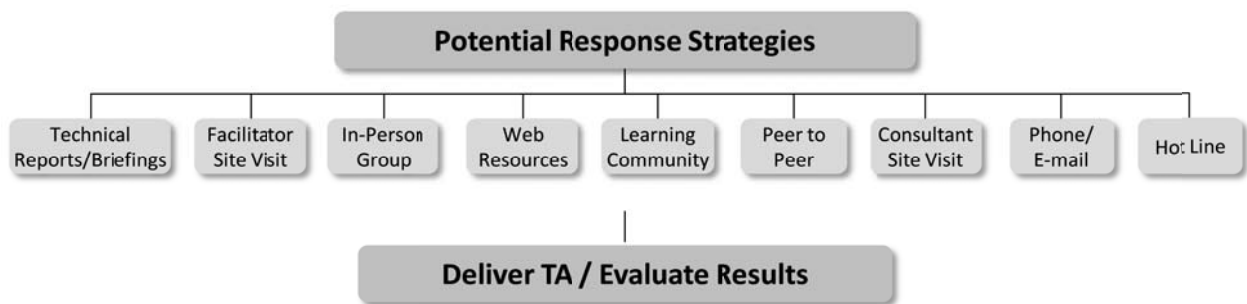 Potential Response Strategies
Technical
Reports/Briefings
Facilitator
Site Visit
In-Person
Group
Web
Resources
Learning
Community
Peer to
Peer
Consultant
Site Visit
Phone/
E-mail
Hot Line
Deliver TA / Evaluate Results